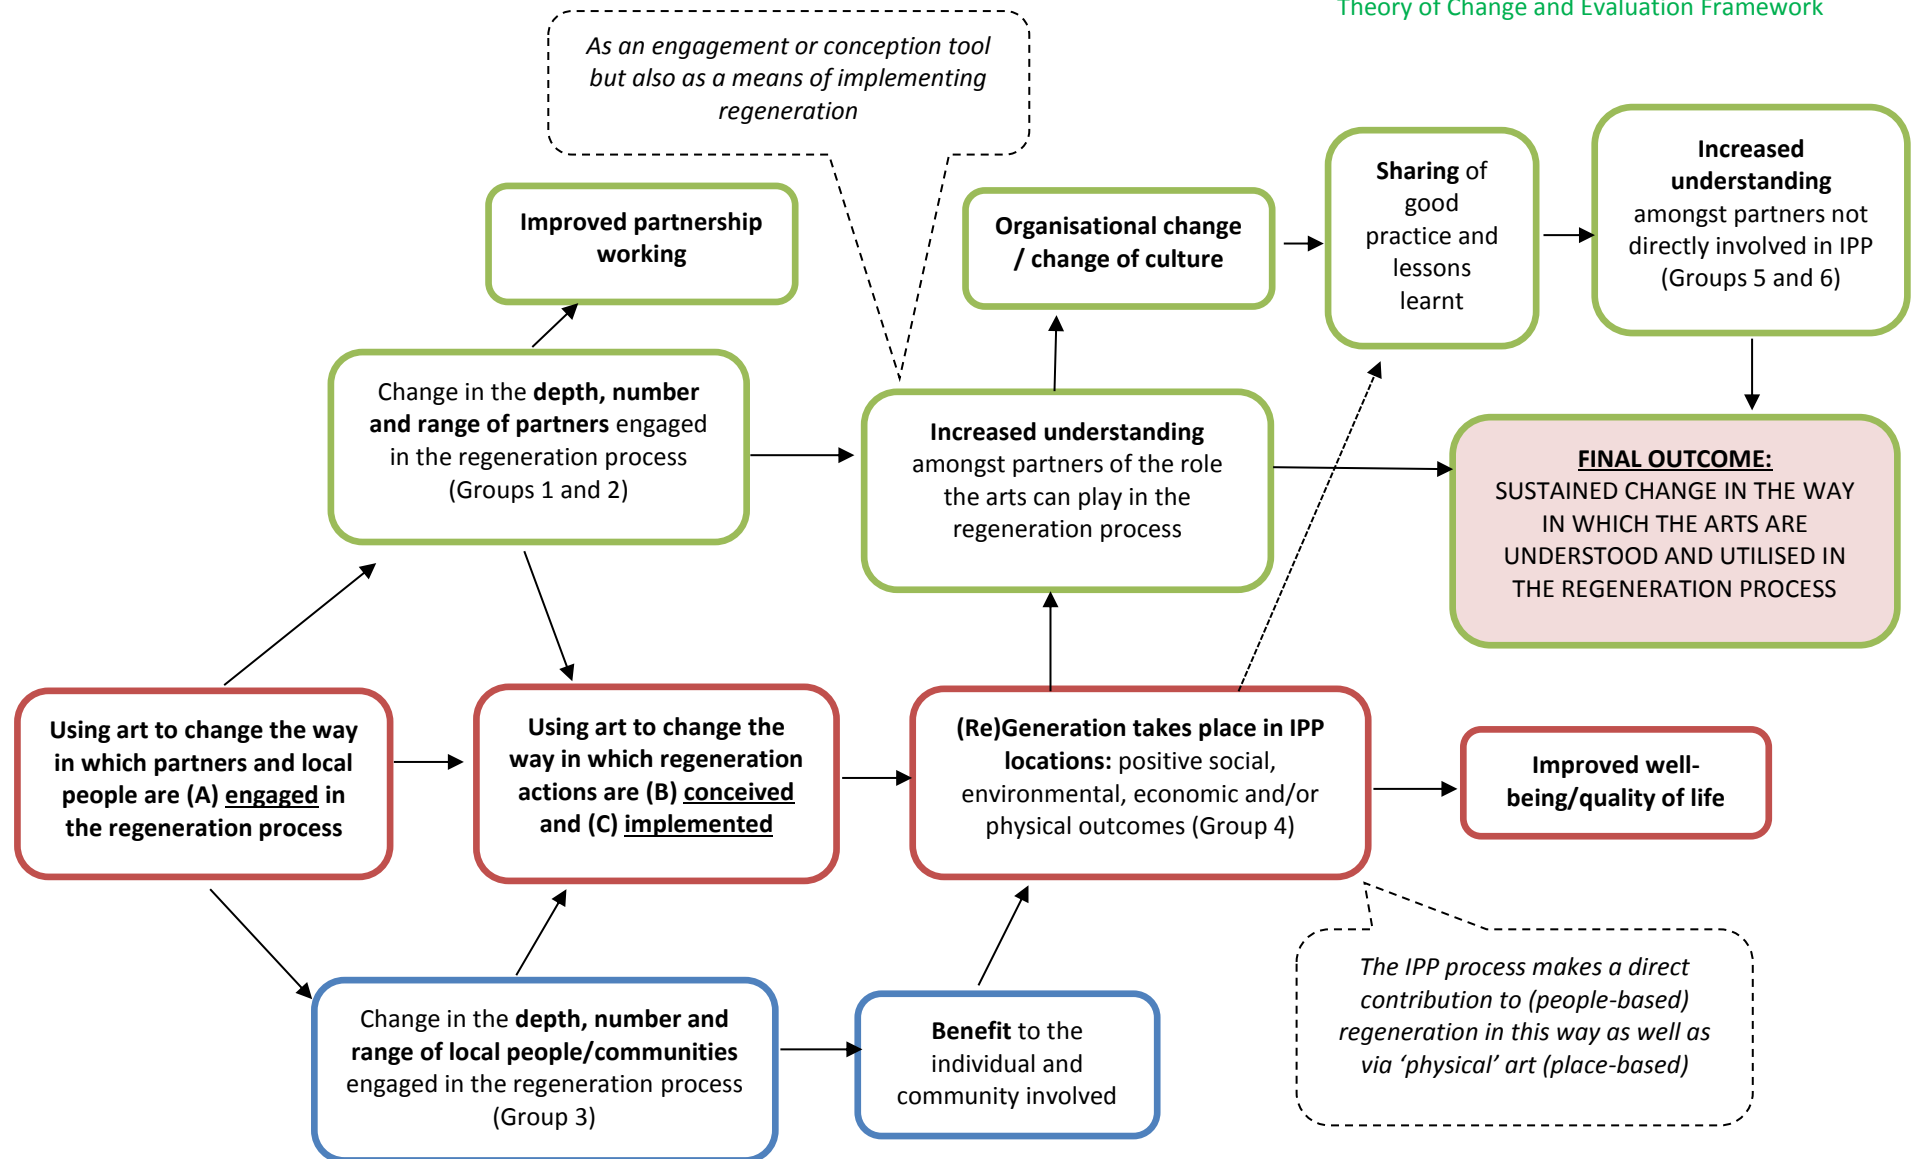 Theory of Change and Evaluation Framework
As an engagement or conception tool
but also as a means of implementing
regeneration
Improved partnership
working
Organisational change
/ change of culture
Sharing of
good
practice and
lessons
learnt
Increased
understanding
amongst partners not
directly involved in IPP
(Groups 5 and 6)
Change in the depth, number
and range of partners engaged
in the regeneration process
(Groups 1 and 2)
Increased understanding
amongst partners of the role
the arts can play in the
regeneration process
FINAL OUTCOME:
SUSTAINED CHANGE IN THE WAY
IN WHICH THE ARTS ARE
UNDERSTOOD AND UTILISED IN
THE REGENERATION PROCESS
Using art to change the way
in which partners and local
people are (A) engaged in
the regeneration process
Using art to change the
way in which regeneration
actions are (B) conceived
and (C) implemented
(Re)Generation takes place in IPP
locations: positive social,
environmental, economic and/or
physical outcomes (Group 4)
Improved well-
being/quality of life
Change in the depth, number and
range of local people/communities
engaged in the regeneration process
(Group 3)
Benefit to the
individual and
community involved
The IPP process makes a direct
contribution to (people-based)
regeneration in this way as well as
via ‘physical’ art (place-based)